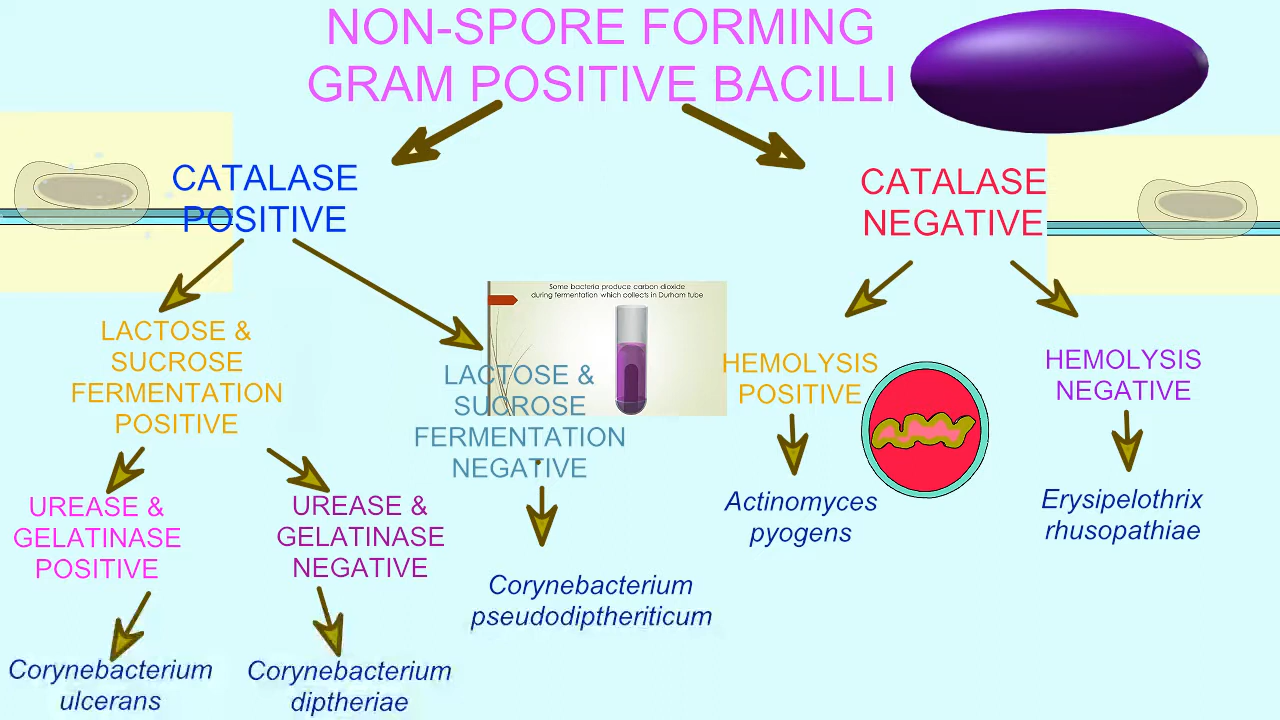 NON-SPORE FORMING
GRAM POSITIVE BACILLI
CATALASE
POSITIVE
CATALASE
NEGATIVE
Some bacteria produce carbon dioxide
during fermentation which collects in Durham tube
LACTOSE &
SUCROSE
FERMENTATION
POSITIVE
LACTOSE &
SUCROSE
FERMENTATION
NEGATIVE
HEMOLYSIS
POSITIVE
HEMOLYSIS
NEGATIVE
UREASE &
GELATINASE
POSITIVE
UREASE &
GELATINASE
NEGATIVE
Actinomyces
pyogens
Erysipelothrix
rhusopathiae
Corynebacterium
pseudodiptheriticum
Corynebacterium
ulcerans
Corynebacterium
diptheriae